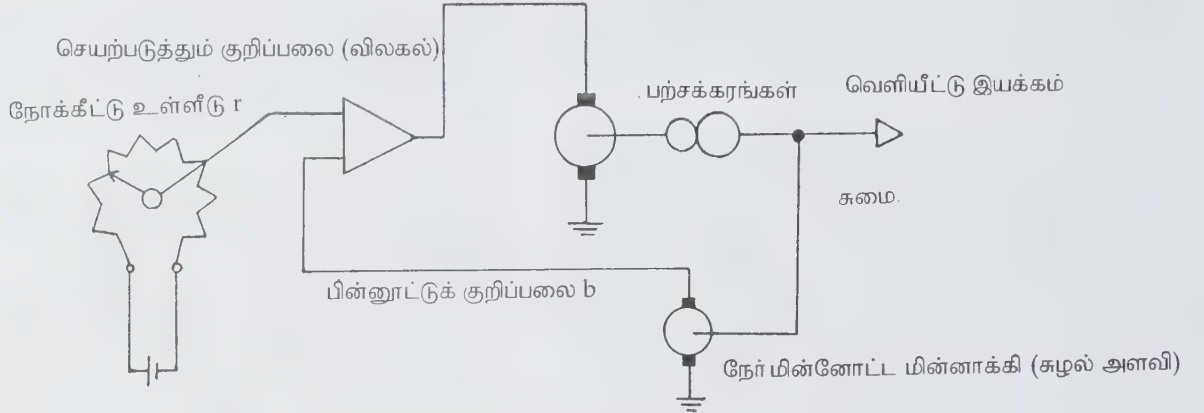 செயற்படுத்தும் குறிப்பலை (விலகல்)
நோக்கீட்டு உள்ளீடு r
பற்சக்கரங்கள்
வெளியீட்டு இயக்கம்
சுமை.
பின்னூட்டுக் குறிப்பலை b
நேர் மின்னோட்ட மின்னாக்கி (சுழல் அளவி)